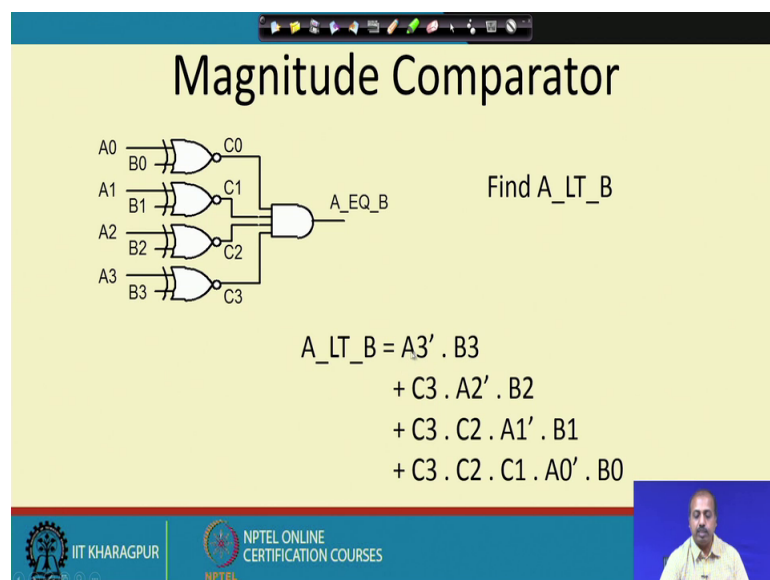 Magnitude Comparator
A0
B0
C0
A1
B1
C1
A2
B2
C2
A3
B3
C3
A_EQ_B
Find A_LT_B
A_LT_B = A3’ . B3
+ C3 . A2’ . B2
+ C3 . C2 . A1’ . B1
+ C3 . C2 . C1 . A0’ . B0
IIT KHARAGPUR
NPTEL ONLINE
CERTIFICATION COURSES
NPTEL